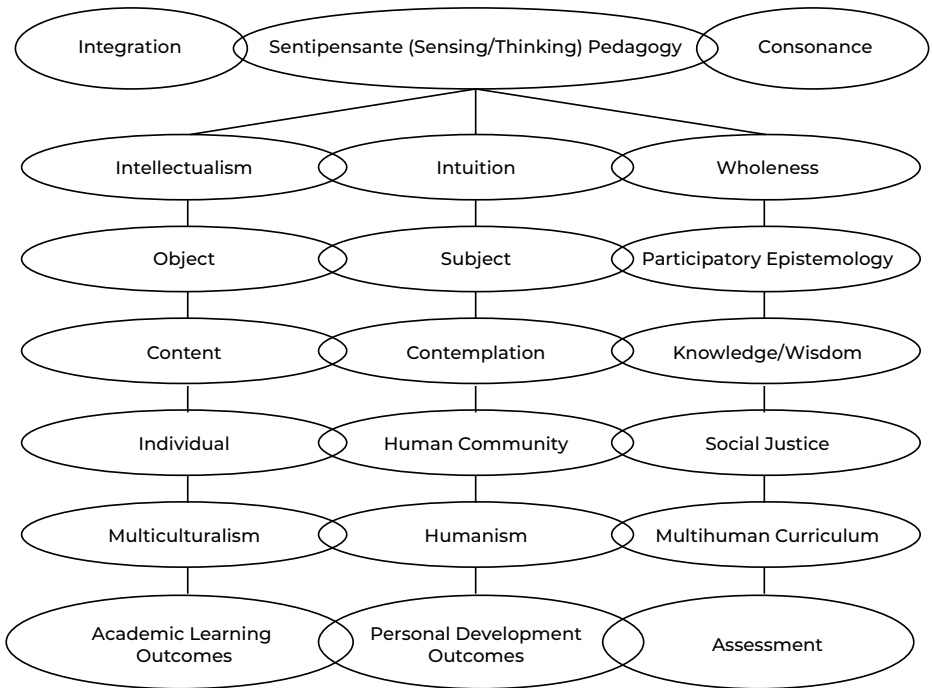 Integration
Sentipensante (Sensing/Thinking) Pedagogy
Consonance
Intellectualism
Intuition
Wholeness
Object
Subject
Participatory Epistemology
Content
Contemplation
Knowledge/Wisdom
Individual
Human Community
Social Justice
Multiculturalism
Humanism
Multihuman Curriculum
Academic Learning
Outcomes
Personal Development
Outcomes
Assessment